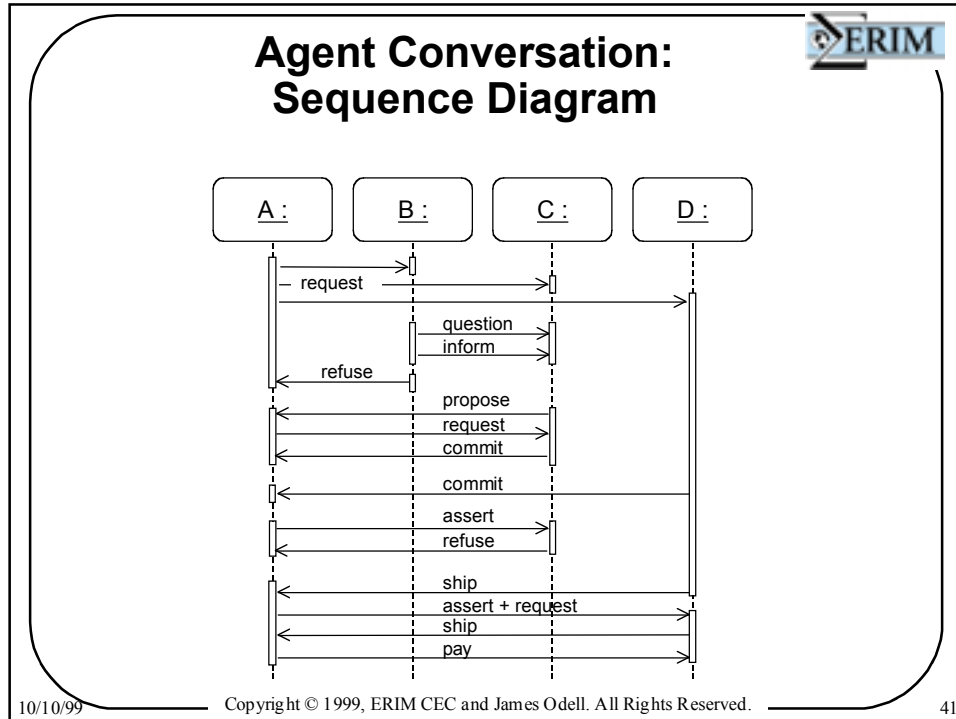 ERIM
Agent Conversation:
Sequence Diagram
A :
B :
C :
D :
request
question
inform
refuse
propose
request
commit
commit
assert
refuse
ship
assert + request
ship
pay
10/10/99
Copyright © 1999, ERIM CEC and James Odell. All Rights Reserved.
41